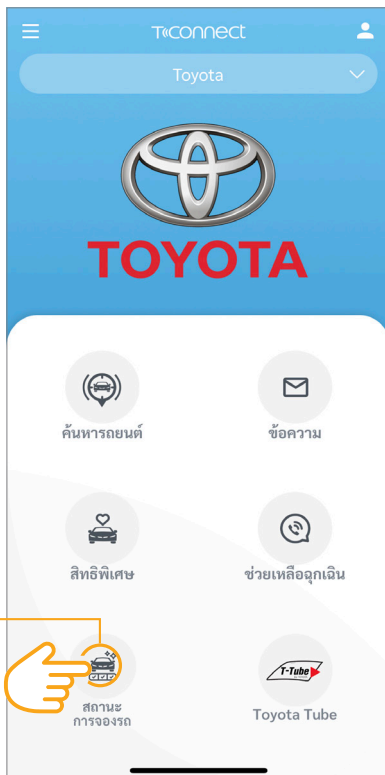 T-CONNECT
Toyota
TOYOTA
ค้นหารถยนต์
ข้อความ
สิทธิพิเศษ
ช่วยเหลือฉุกเฉิน
T-Tube
สถานะ
การจองรถ
Toyota Tube